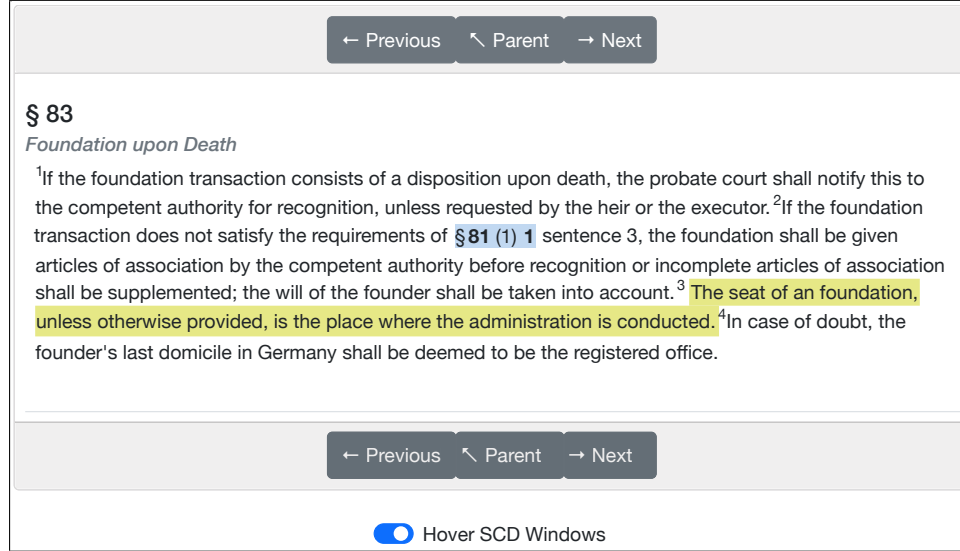 ← Previous ↖ Parent → Next
§ 83
Foundation upon Death
1If the foundation transaction consists of a disposition upon death, the probate court shall notify this to
the competent authority for recognition, unless requested by the heir or the executor. 2If the foundation
transaction does not satisfy the requirements of §81 (1) 1 sentence 3, the foundation shall be given
articles of association by the competent authority before recognition or incomplete articles of association
shall be supplemented; the will of the founder shall be taken into account. 3 The seat of an foundation,
unless otherwise provided, is the place where the administration is conducted. 4In case of doubt, the
founder's last domicile in Germany shall be deemed to be the registered office.
← Previous ↖ Parent → Next
Hover SCD Windows